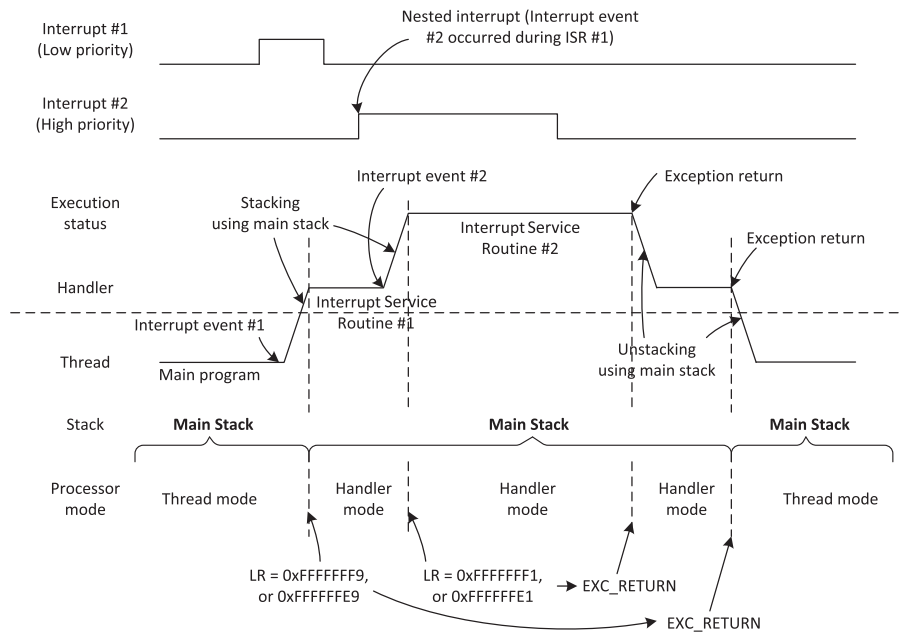 Interrupt #1
(Low priority)
Nested interrupt (Interrupt event
#2 occurred during ISR #1)
Interrupt #2
(High priority)
Execution
status
Stacking
using main stack
Interrupt event #2
Interrupt Service
Routine #2
Exception return
Exception return
Handler
Interrupt Service
Routine #1
Interrupt event #1
Thread
Main program
Unstacking
using main stack
Stack
Main Stack
Main Stack
Main Stack
Processor
mode
Thread mode
Handler
mode
Handler
mode
Handler
mode
Thread mode
LR = 0xFFFFFFF9,
or 0xFFFFFFE9
LR = 0xFFFFFFF1,
or 0xFFFFFFE1
EXC_RETURN
EXC_RETURN